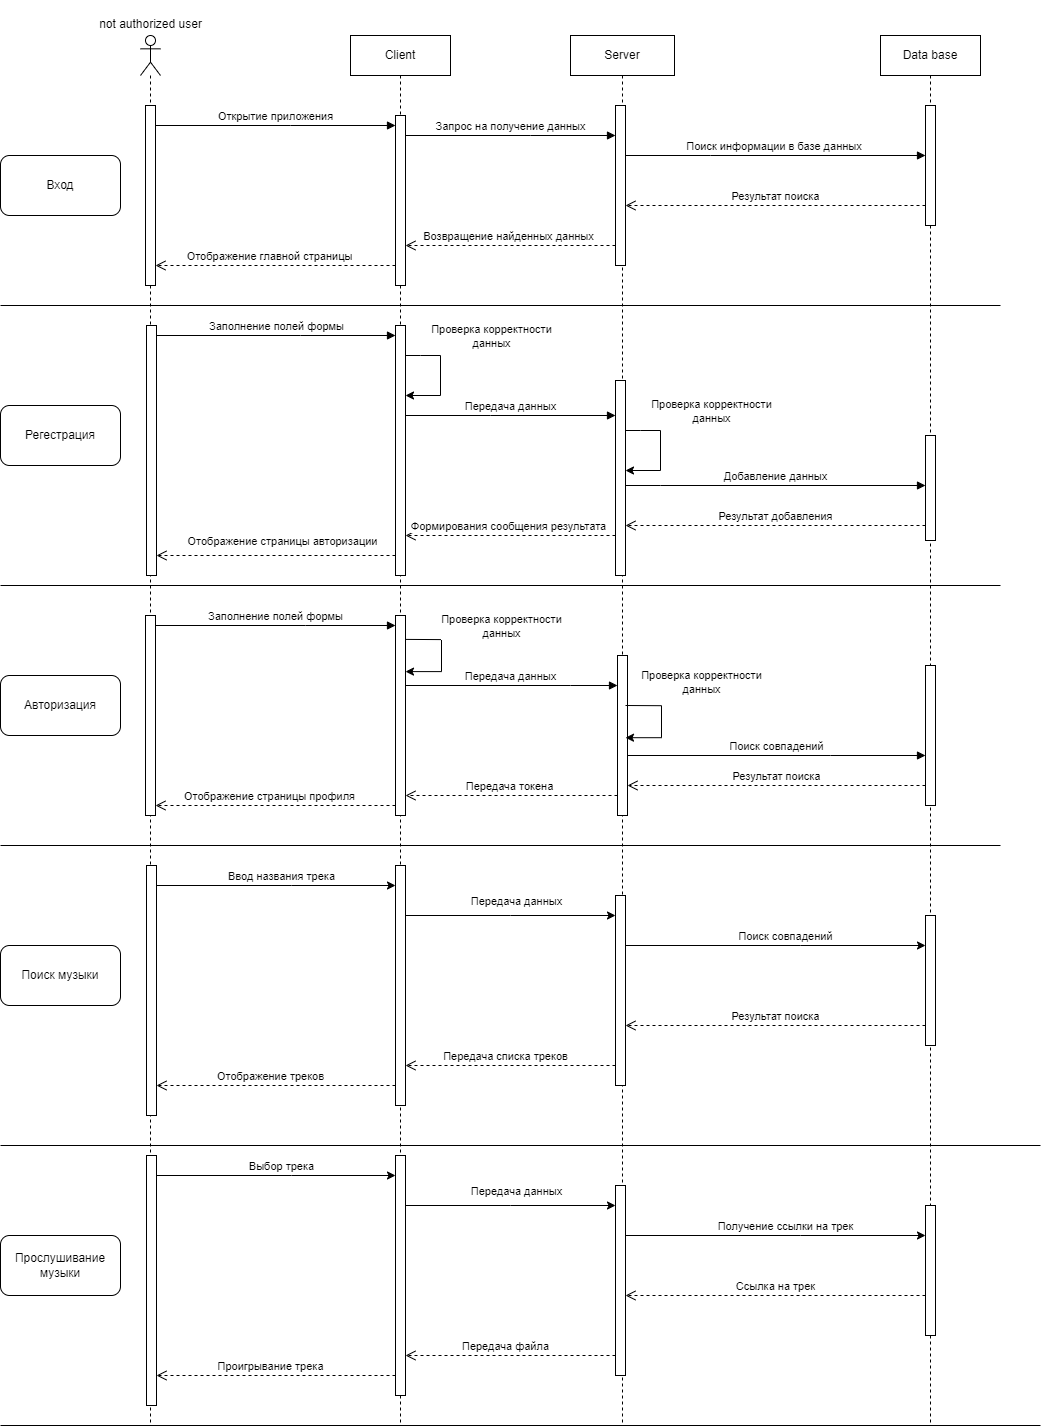 not authorized user
Client
Server
Data base
Открытие приложения
Запрос на получение данных
Поиск информации в базе данных
Вход
Результат поиска
Возвращение найденных данных
Отображение главной страницы
Заполнение полей формы
Проверка корректности
данных
Передача данных
Проверка корректности
данных
Регестрация
Добавление данных
Результат добавления
Формирования сообщения результата
Отображение страницы авторизации
Заполнение полей формы
Проверка корректности
данных
Передача данных
Проверка корректности
данных
Авторизация
Поиск совпадений
Результат поиска
Передача токена
Отображение страницы профиля
Ввод названия трека
Передача данных
Поиск совпадений
Поиск музыки
Результат поиска
Передача списка треков
Отображение треков
Выбор трека
Передача данных
Получение ссылки на трек
Прослушивание
музыки
Ссылка на трек
Передача файла
Проигрывание трека